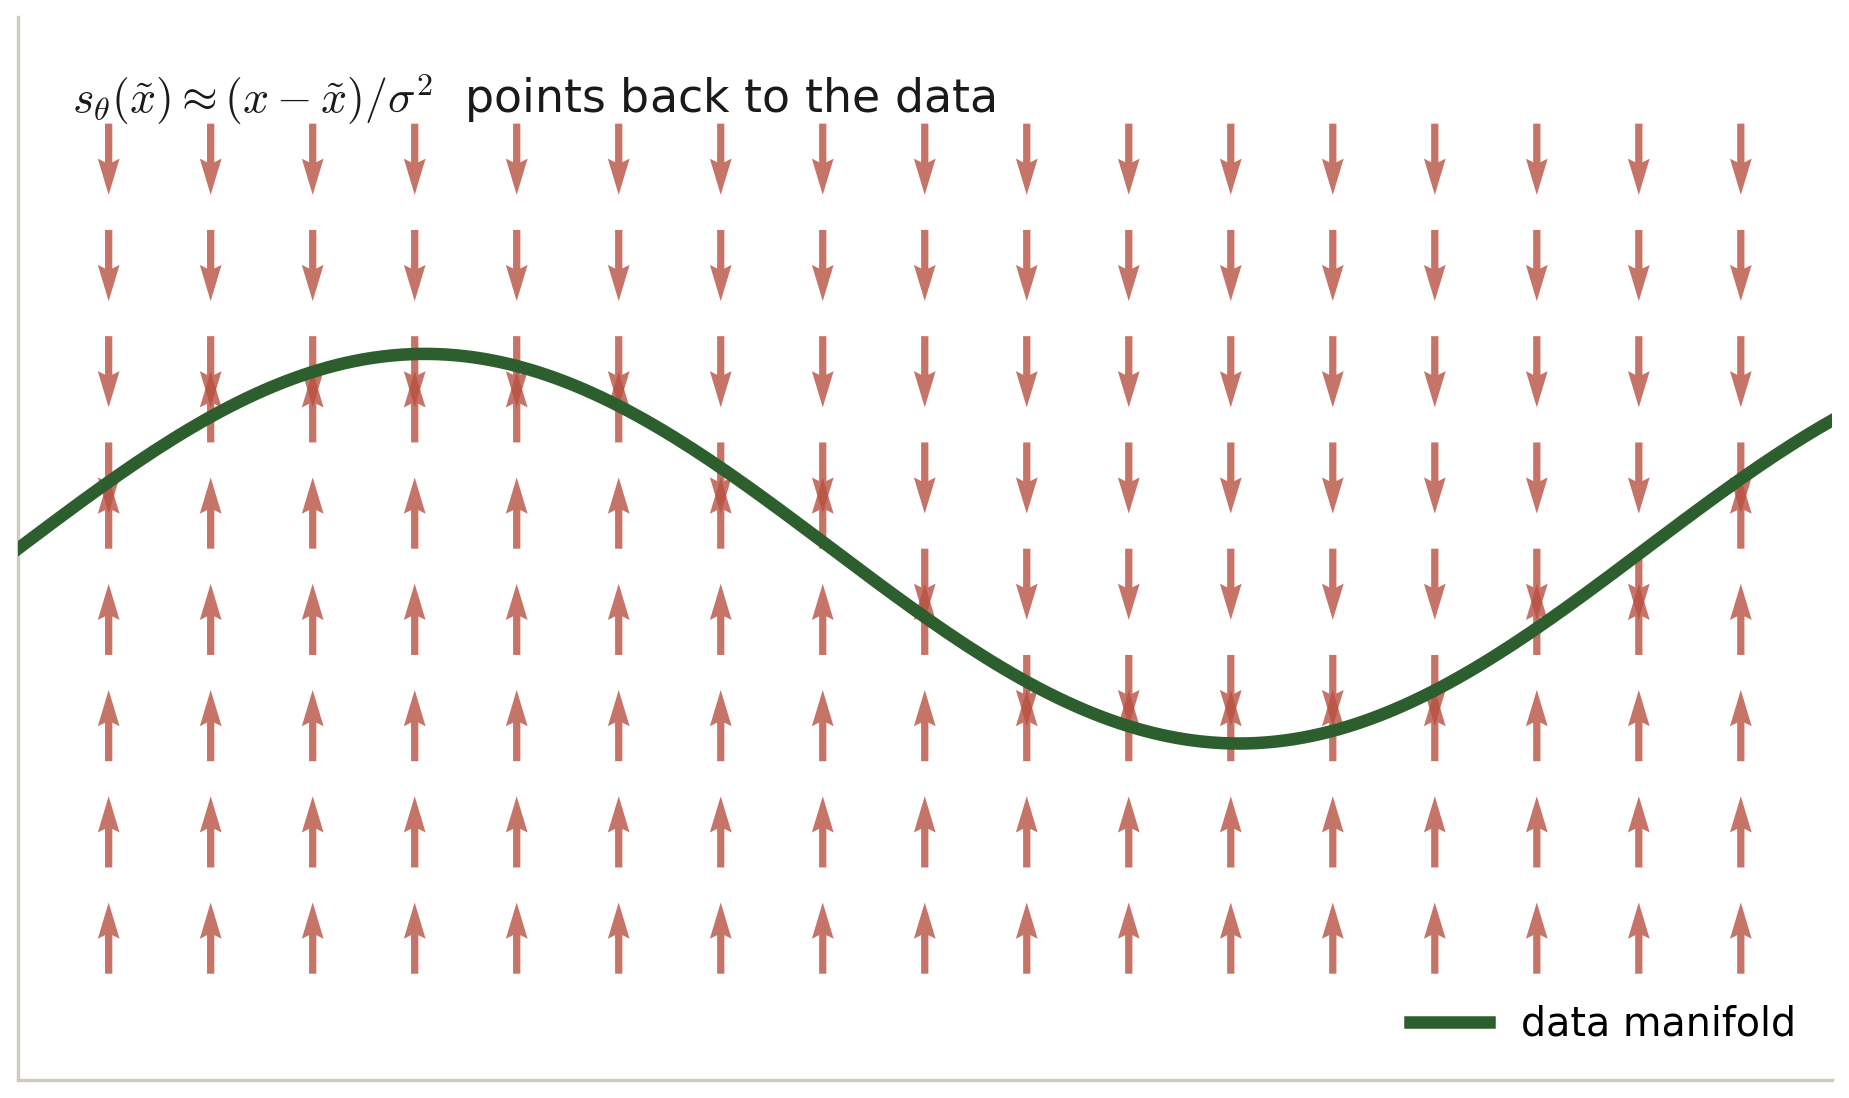 s_θ(x̃) ≈ (x − x̃)/σ² points back to the data
data manifold